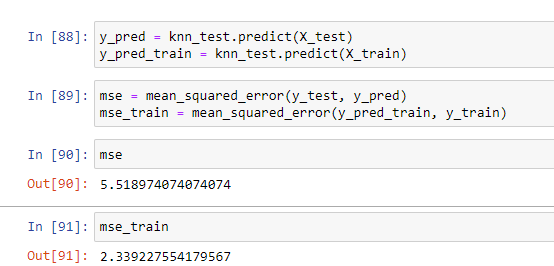 In [88]: y_pred = knn_test.predict(X_test)
y_pred_train = knn_test.predict(X_train)
In [89]: mse = mean_squared_error(y_test, y_pred)
mse_train = mean_squared_error(y_pred_train, y_train)
In [90]: mse
Out[90]: 5.518974074074074
In [91]: mse_train
Out[91]: 2.339227554179567